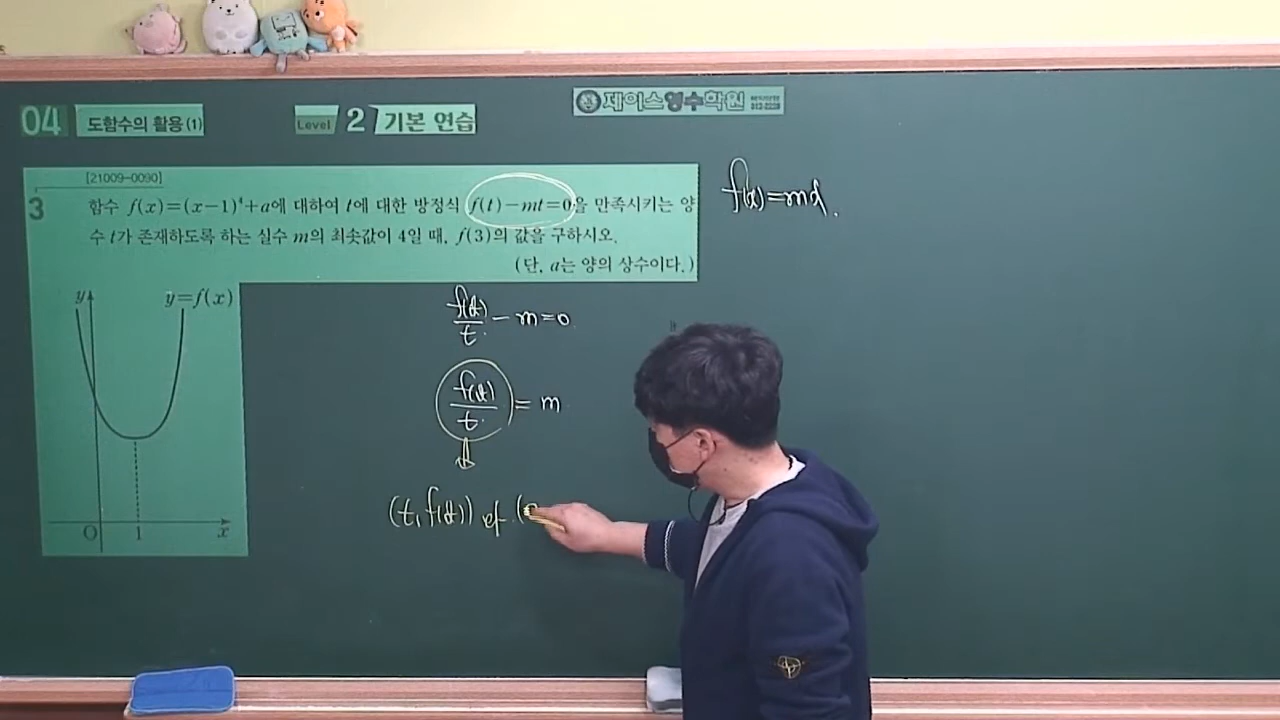 제이스영수학원
04 도함수의 활용 (1) Level 2 기본 연습
[21009-0090]
3 함수 f(x)=(x-1)⁴+a에 대하여 t에 대한 방정식 f(t)-mt=0을 만족시키는 양
수 t가 존재하도록 하는 실수 m의 최솟값이 4일 때, f(3)의 값을 구하시오.
(단, a는 양의 상수이다.)
f(x)=mx.
y y=f(x)
O 1 x
f(t)/t - m=0
f(t)/t = m
(t, f(t)) 와 (0